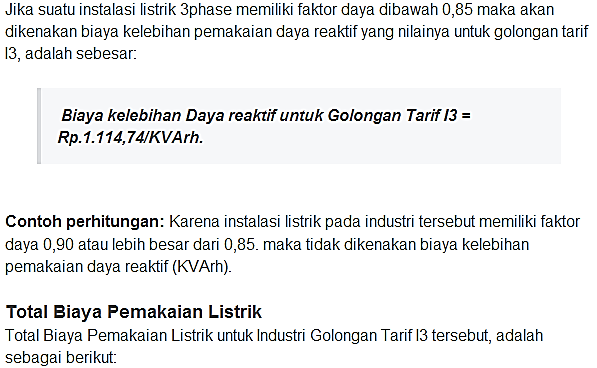 Jika suatu instalasi listrik 3phase memiliki faktor daya dibawah 0,85 maka akan
dikenakan biaya kelebihan pemakaian daya reaktif yang nilainya untuk golongan tarif
I3, adalah sebesar:
Biaya kelebihan Daya reaktif untuk Golongan Tarif I3 =
Rp.1.114,74/KVArh.
Contoh perhitungan: Karena instalasi listrik pada industri tersebut memiliki faktor
daya 0,90 atau lebih besar dari 0,85. maka tidak dikenakan biaya kelebihan
pemakaian daya reaktif (KVArh).
Total Biaya Pemakaian Listrik
Total Biaya Pemakaian Listrik untuk Industri Golongan Tarif I3 tersebut, adalah
sebagai berikut: